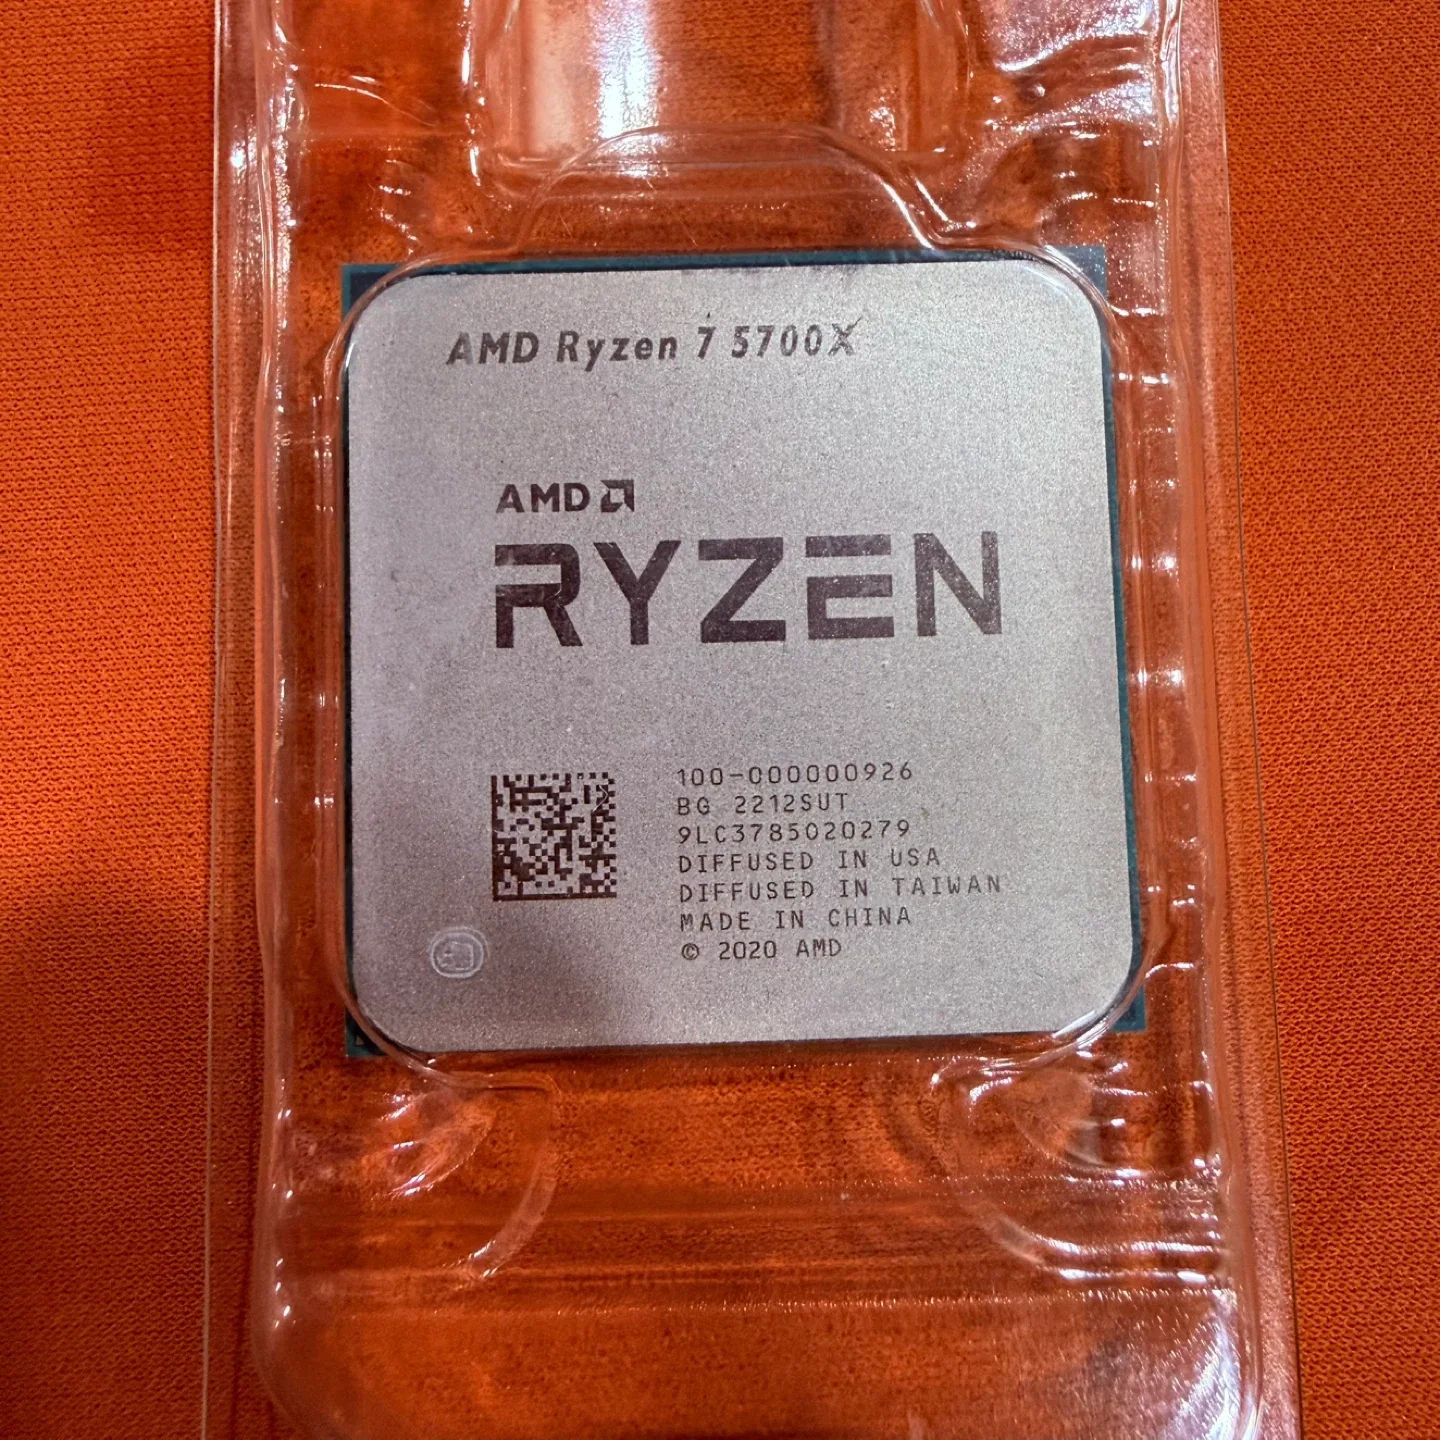 AMD Ryzen 7 5700X
AMD
RYZEN
100-000000926
BG 2212SUT
9LC3785020279
DIFFUSED IN USA
DIFFUSED IN TAIWAN
MADE IN CHINA
© 2020 AMD